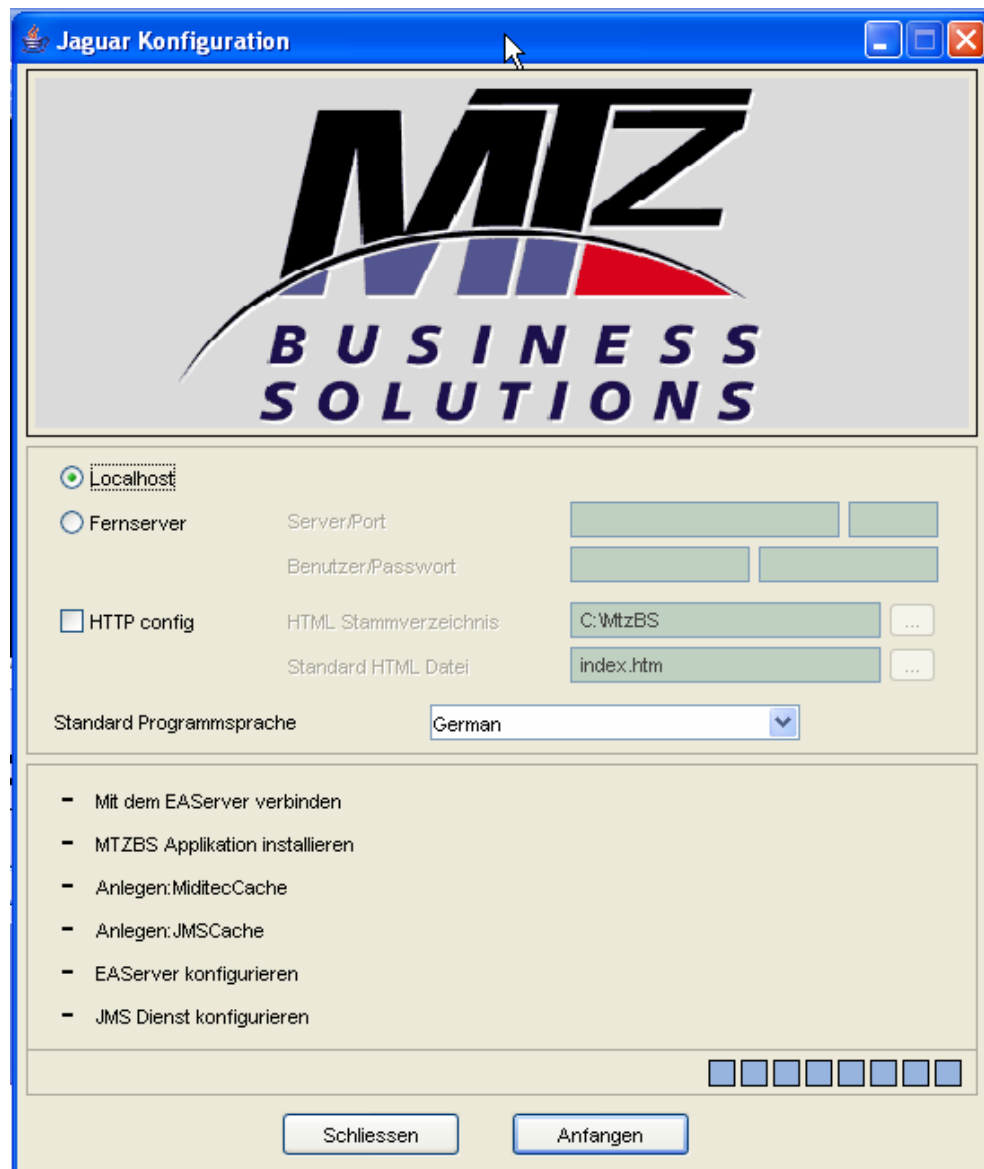 Jaguar Konfiguration
MTZ
BUSINESS
SOLUTIONS
Localhost
Fernserver
Server/Port
Benutzer/Passwort
HTTP config
HTML Stammverzeichnis
C:\MtzBS
...
Standard HTML Datei
index.htm
...
Standard Programmsprache
German
- Mit dem EAServer verbinden
- MTZBS Applikation installieren
- Anlegen:MiditecCache
- Anlegen:JMSCache
- EAServer konfigurieren
- JMS Dienst konfigurieren
Schliessen
Anfangen